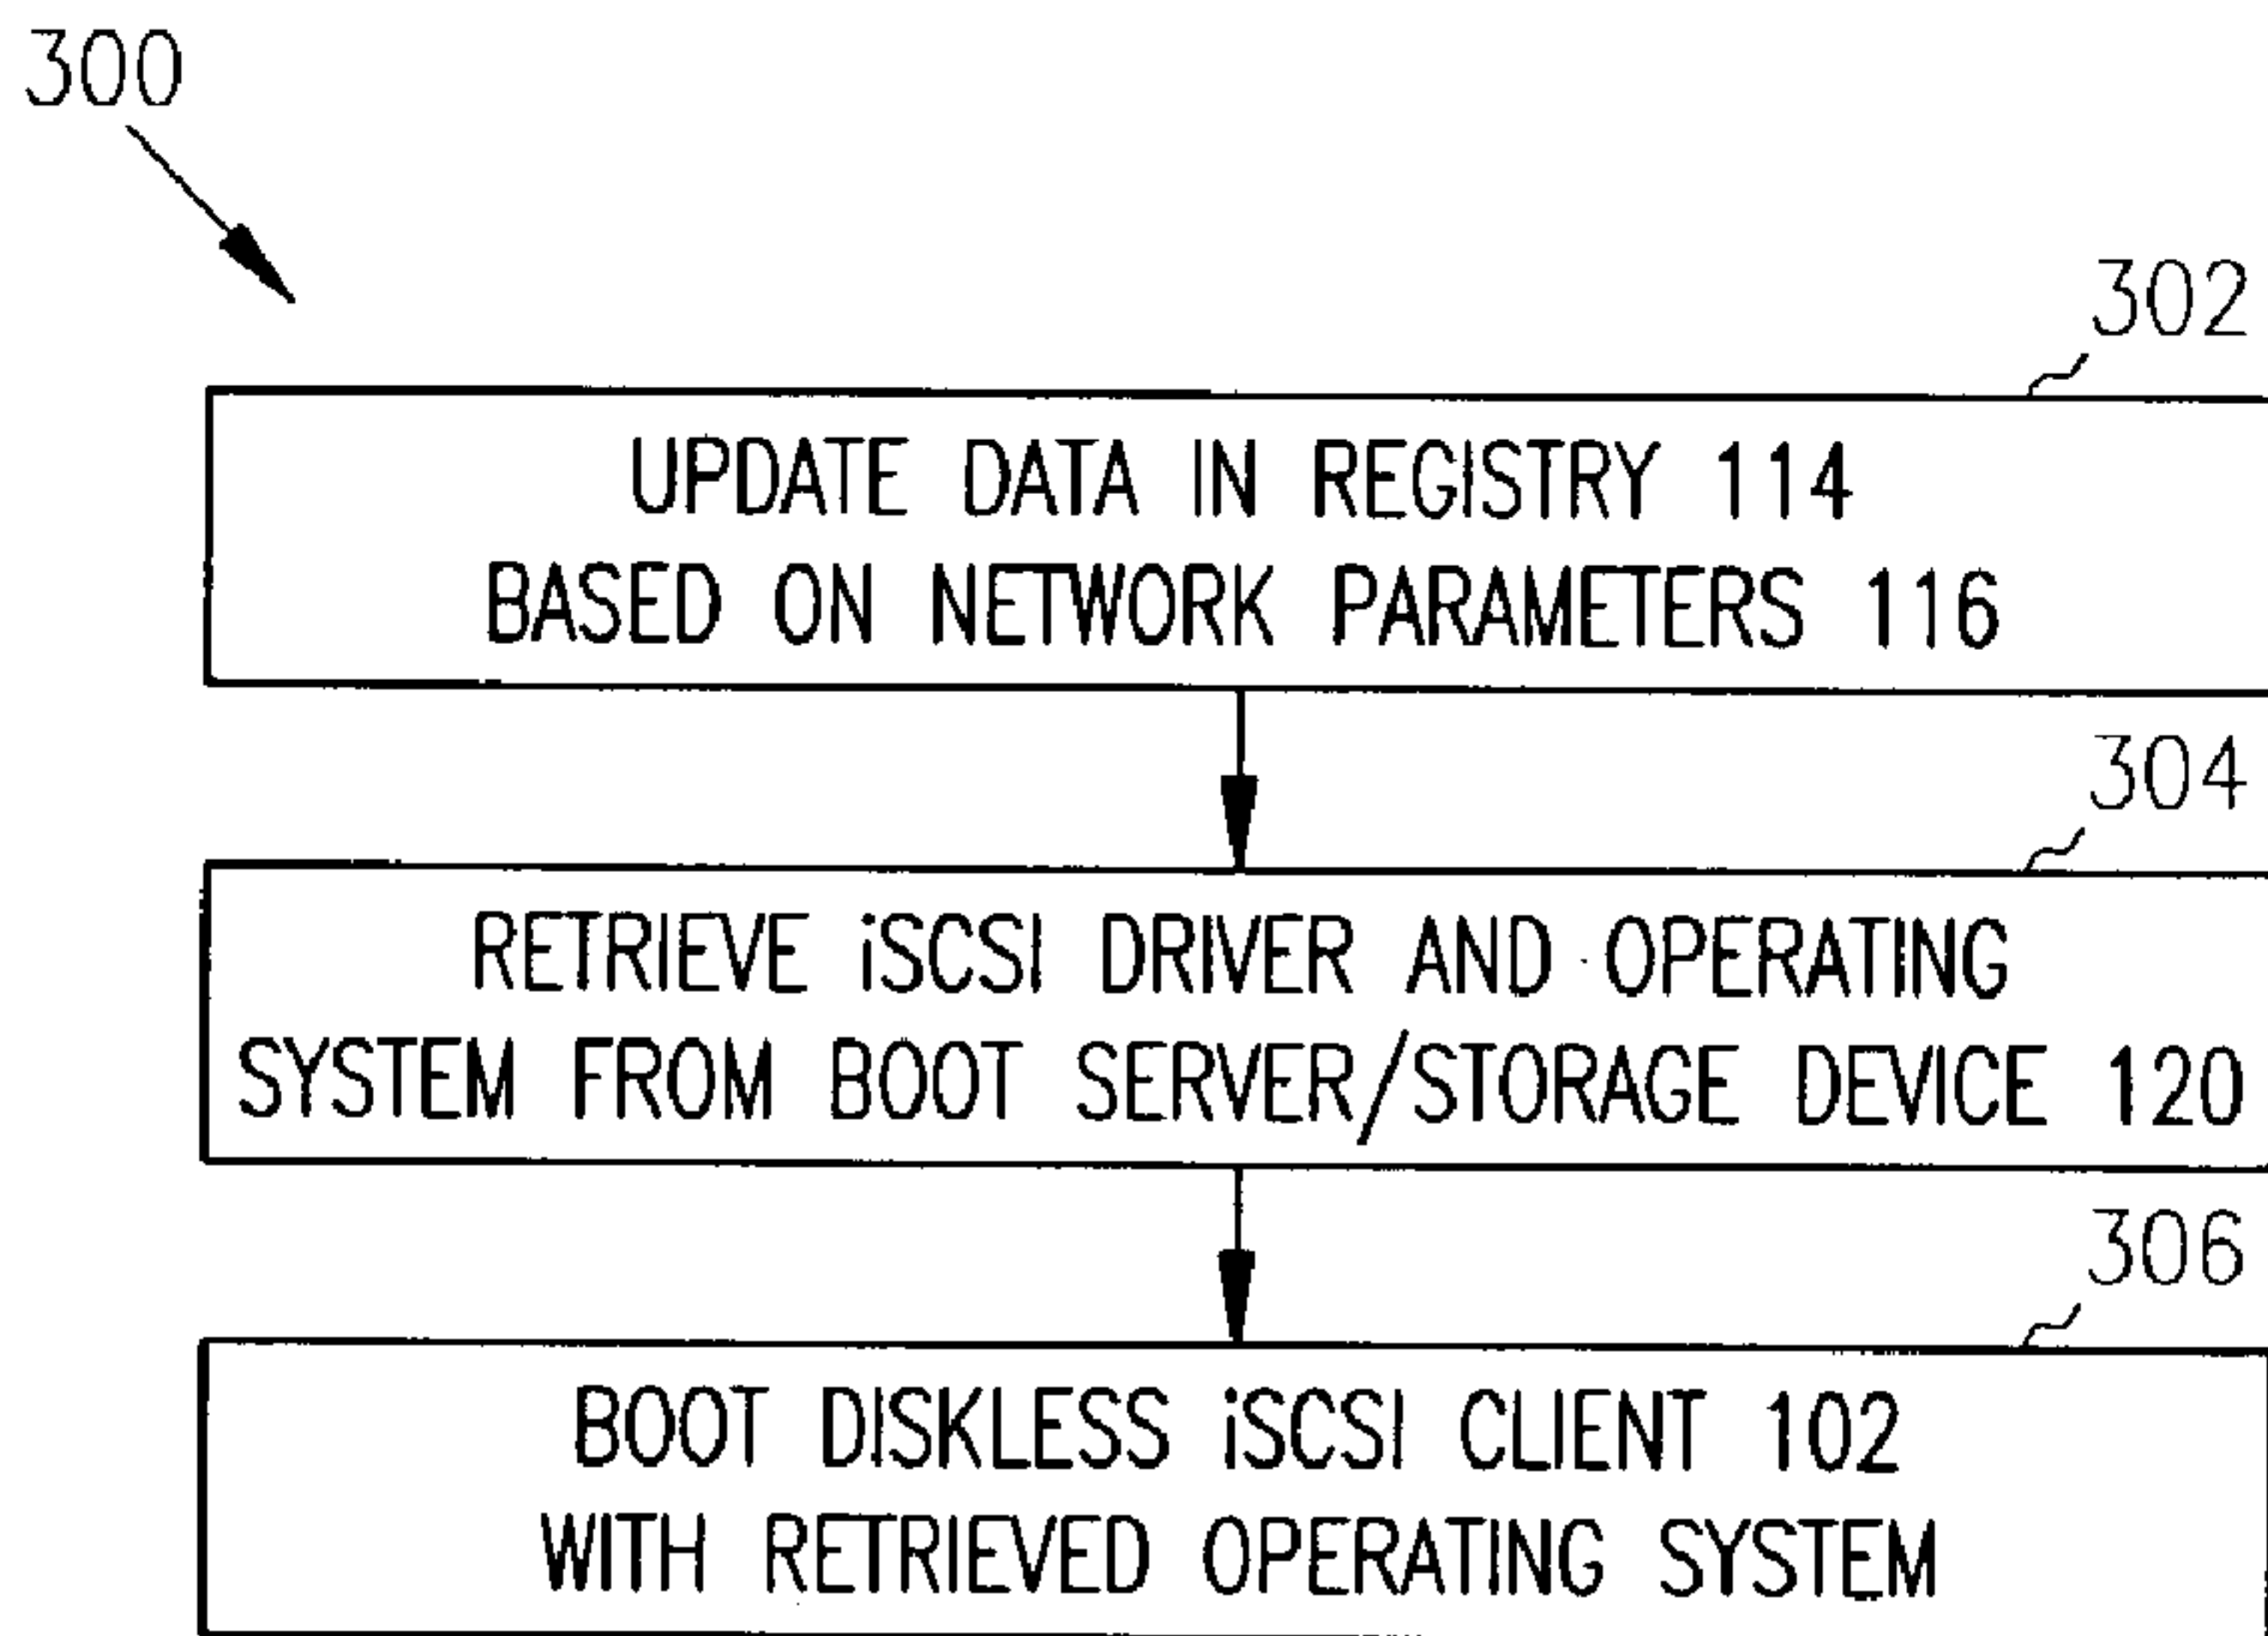 300
302
UPDATE DATA IN REGISTRY 114
BASED ON NETWORK PARAMETERS 116
304
RETRIEVE iSCSI DRIVER AND OPERATING
SYSTEM FROM BOOT SERVER/STORAGE DEVICE 120
306
BOOT DISKLESS iSCSI CLIENT 102
WITH RETRIEVED OPERATING SYSTEM